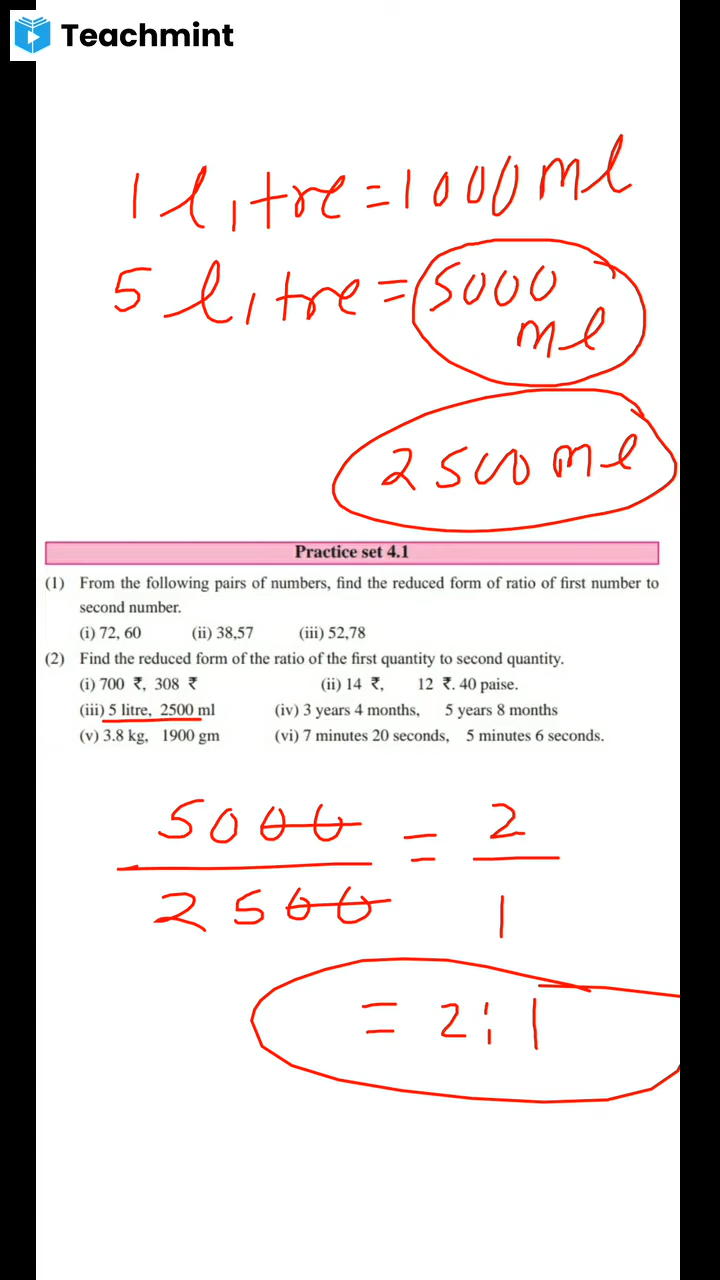 Teachmint
1 litre = 1000 ml
5 litre = 5000
ml
2500 ml
Practice set 4.1
(1) From the following pairs of numbers, find the reduced form of ratio of first number to
second number.
(i) 72, 60 (ii) 38,57 (iii) 52,78
(2) Find the reduced form of the ratio of the first quantity to second quantity.
(i) 700 ₹, 308 ₹ (ii) 14 ₹, 12 ₹. 40 paise.
(iii) 5 litre, 2500 ml (iv) 3 years 4 months, 5 years 8 months
(v) 3.8 kg, 1900 gm (vi) 7 minutes 20 seconds, 5 minutes 6 seconds.
5000 = 2
2500 1
= 2:1